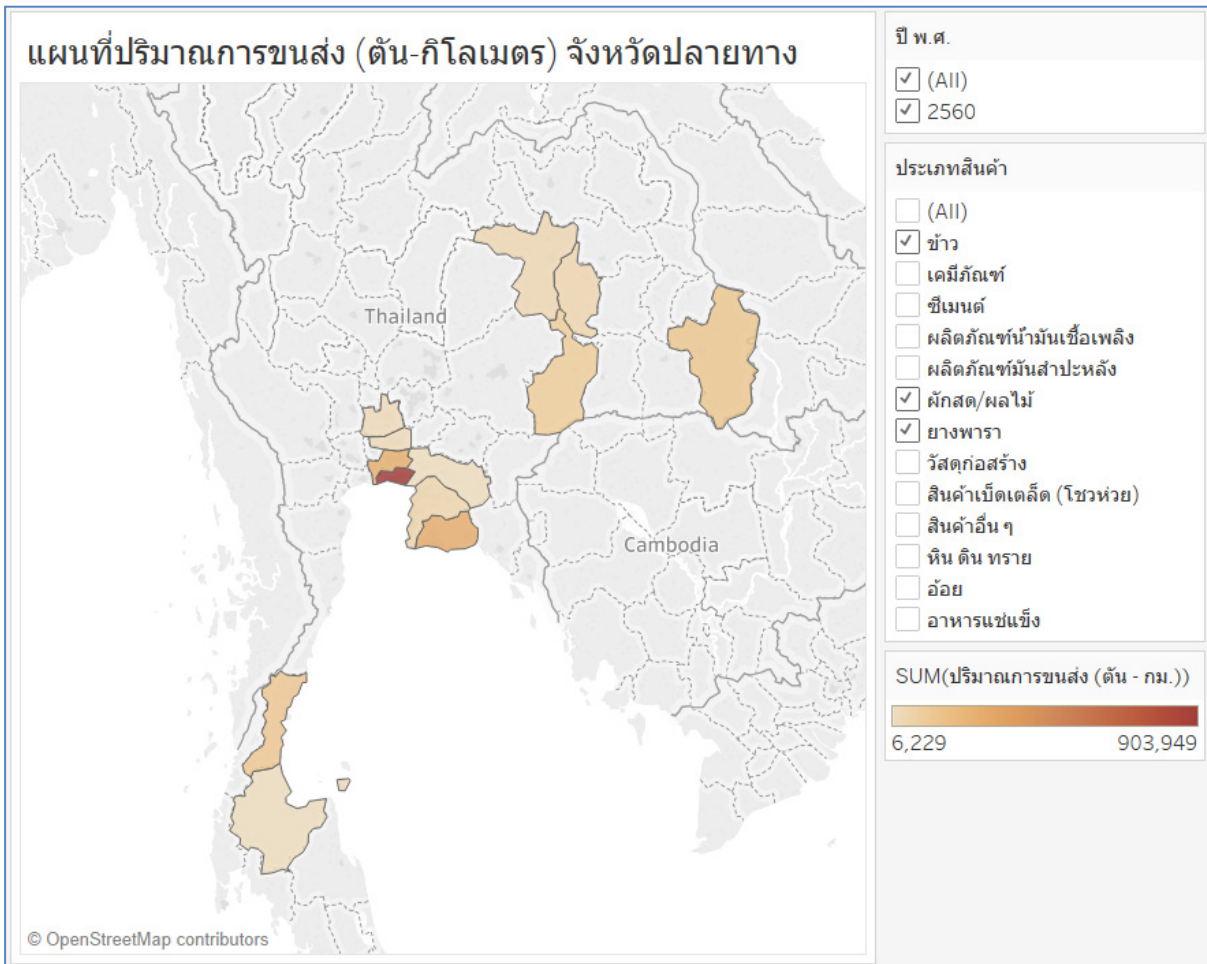 แผนที่ปริมาณการขนส่ง (ตัน-กิโลเมตร) จังหวัดปลายทาง
Thailand
Cambodia
© OpenStreetMap contributors
ปี พ.ศ.
(All)
2560
ประเภทสินค้า
(All)
ข้าว
เคมีภัณฑ์
ซีเมนต์
ผลิตภัณฑ์น้ำมันเชื้อเพลิง
ผลิตภัณฑ์มันสำปะหลัง
ผักสด/ผลไม้
ยางพารา
วัสดุก่อสร้าง
สินค้าเบ็ดเตล็ด (โชวห่วย)
สินค้าอื่น ๆ
หิน ดิน ทราย
อ้อย
อาหารแช่แข็ง
SUM(ปริมาณการขนส่ง (ตัน - กม.))
6,229 903,949